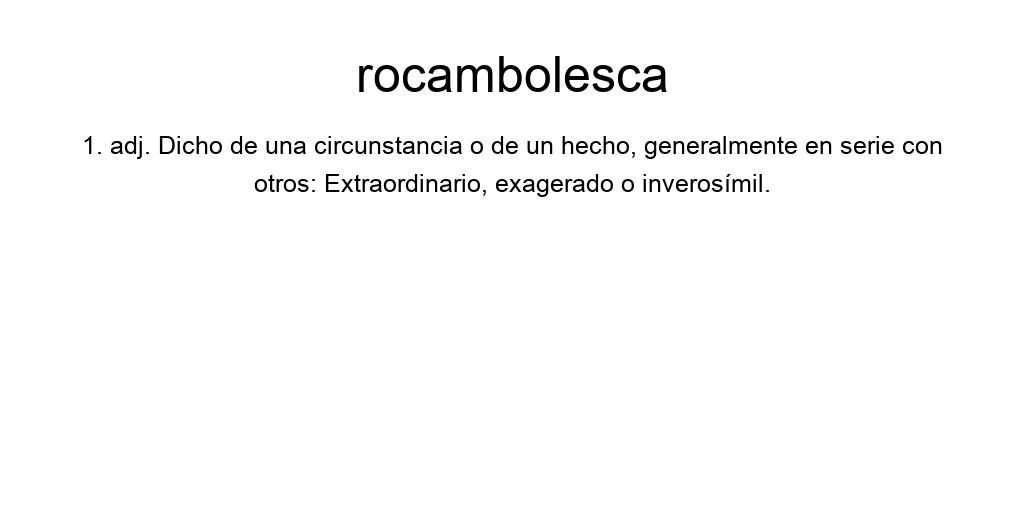 rocambolesca
1. adj. Dicho de una circunstancia o de un hecho, generalmente en serie con
otros: Extraordinario, exagerado o inverosímil.